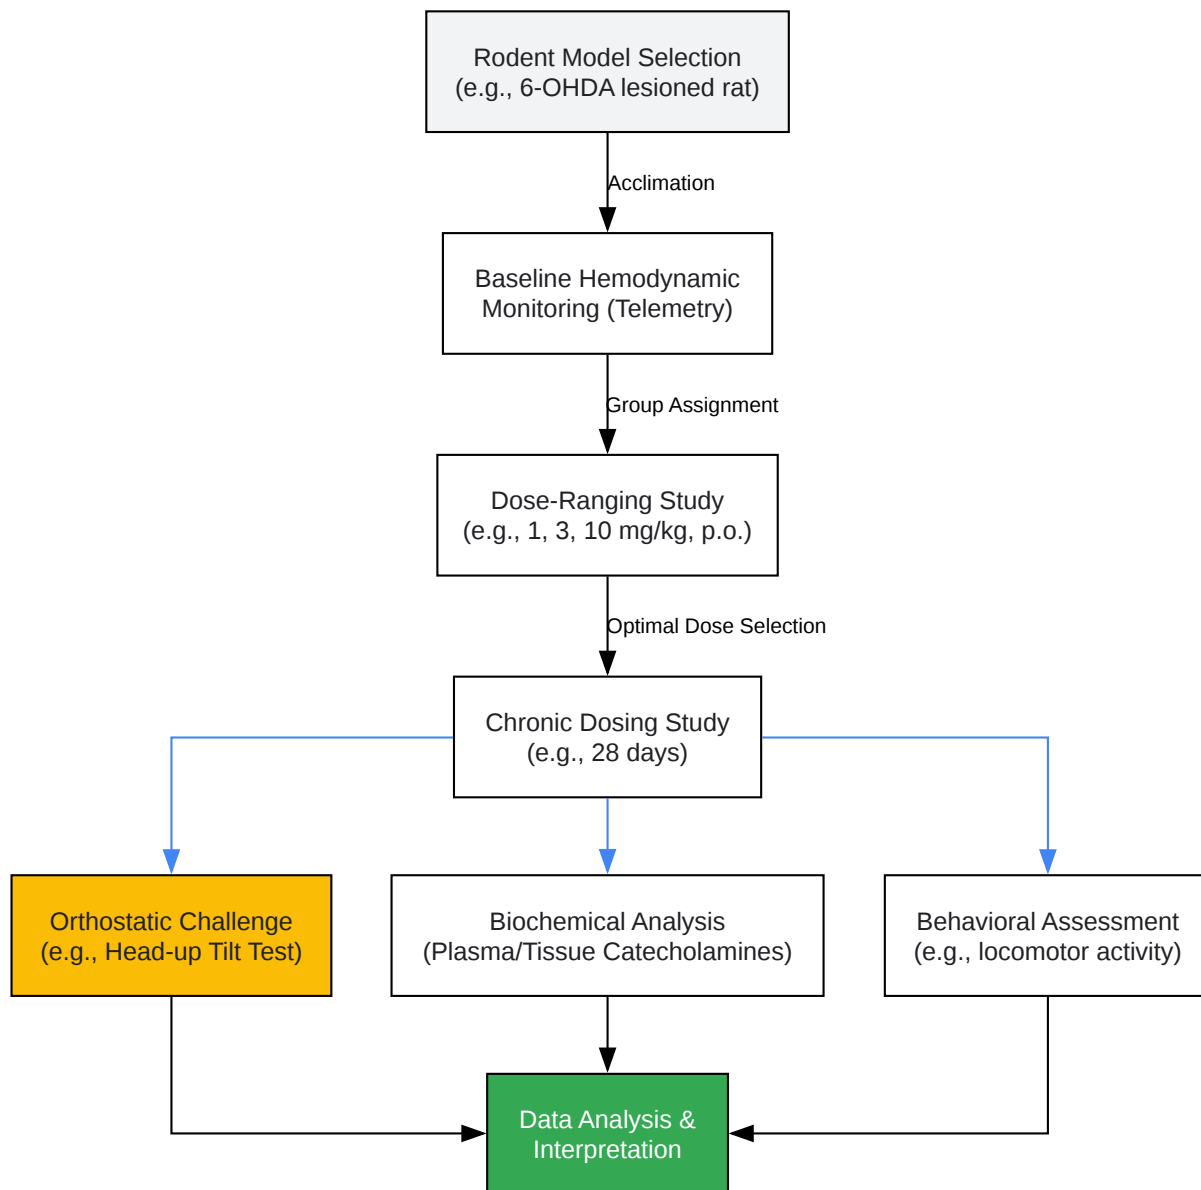 Rodent Model Selection
(e.g., 6-OHDA lesioned rat)
Acclimation
Baseline Hemodynamic
Monitoring (Telemetry)
Group Assignment
Dose-Ranging Study
(e.g., 1, 3, 10 mg/kg, p.o.)
Optimal Dose Selection
Chronic Dosing Study
(e.g., 28 days)
Orthostatic Challenge
(e.g., Head-up Tilt Test)
Biochemical Analysis
(Plasma/Tissue Catecholamines)
Behavioral Assessment
(e.g., locomotor activity)
Data Analysis &
Interpretation